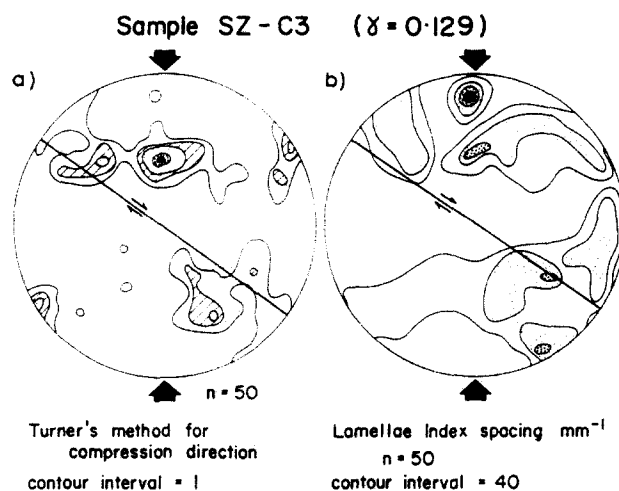 Sample SZ-C3 (γ=0·129)
a)
b)
n=50
Turner's method for
compression direction
contour interval = 1
Lamellae Index spacing mm⁻¹
n=50
contour interval = 40